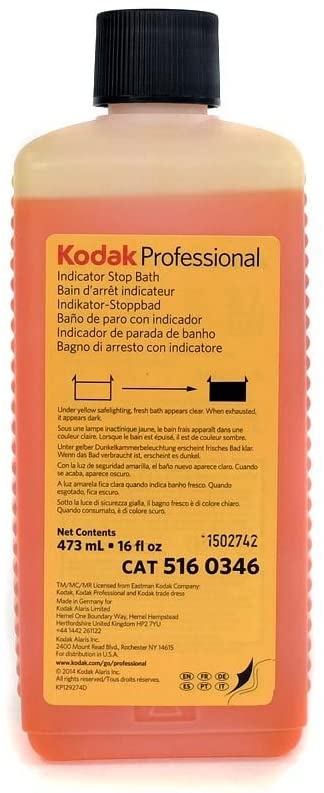 Kodak Professional
Indicator Stop Bath
Bain d'arrêt indicateur
Indikator-Stoppbad
Baño de paro con indicador
Indicador de parada de banho
Bagno di arresto con indicatore
Under yellow safelighting, fresh bath appears clear. When exhausted,
it appears dark.
Sous une lampe inactinique jaune, le bain frais apparaît dans une
couleur claire. Lorsque le bain est épuisé, il est de couleur sombre.
Unter gelber Dunkelkammerbeleuchtung erscheint frisches Bad klar.
Wenn das Bad verbraucht ist, erscheint es dunkel.
Con la luz de seguridad amarilla, el baño nuevo aparece claro. Cuando
se acaba, aparece oscuro.
A luz amarela fica clara quando indica banho fresco. Quando
esgotado, fica escuro.
Sotto la luce di sicurezza gialla, il bagno fresco è di colore chiaro.
Quando consumato, è di colore scuro.
Net Contents
473 mL • 16 fl oz
1502742
CAT 516 0346
TM/MC/MR Licensed from Eastman Kodak Company:
Kodak, Kodak Professional and Kodak trade dress
Made in Germany for
Kodak Alaris Limited
Hemel One Boundary Way, Hemel Hempstead
Hertfordshire United Kingdom HP2 7YU
+44 1442 261122
Kodak Alaris Inc.
2400 Mount Read Blvd., Rochester NY 14615
For distribution in U.S.A.
www.kodak.com/go/professional
© 2014 Kodak Alaris Inc.
All rights reserved/Tous droits réservés
KP129274D
EN FR DE
ES PT IT